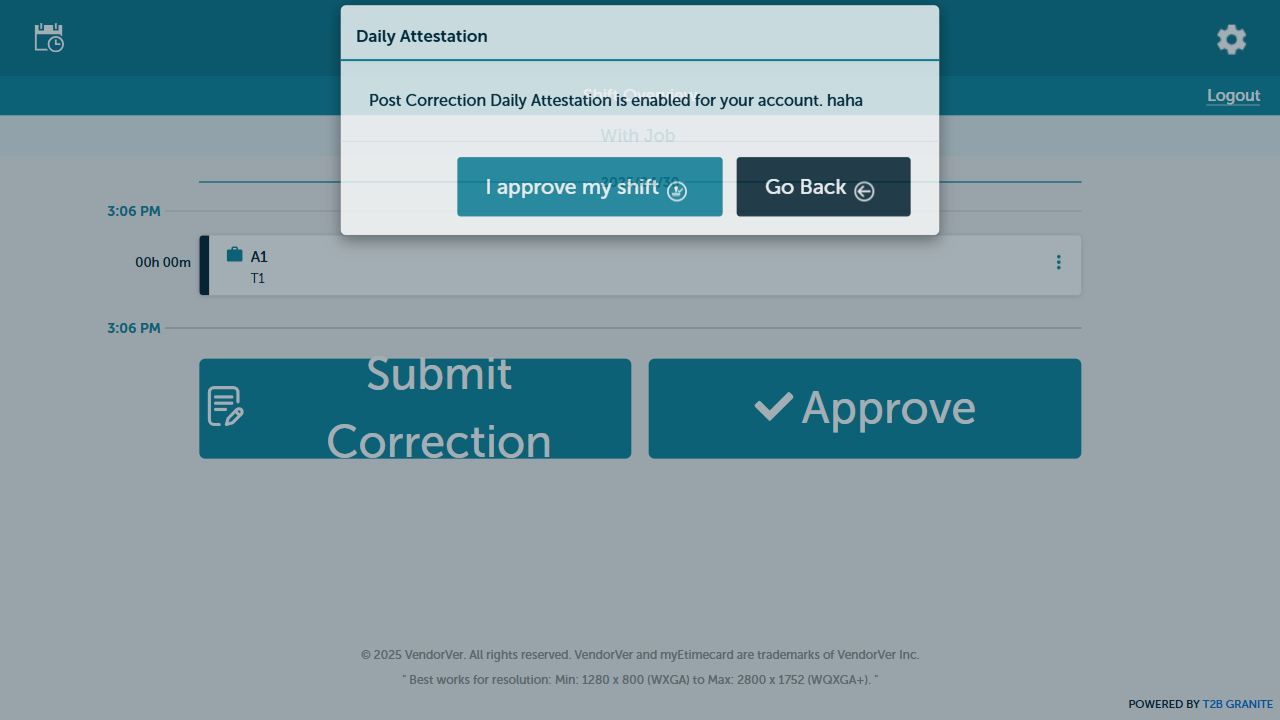 Daily Attestation
Logout
Post Correction Daily Attestation is enabled for your account. haha
With Job
I approve my shift
Go Back
3:06 PM
00h 00m
A1
T1
3:06 PM
Submit
Correction
Approve
© 2025 VendorVer. All rights reserved. VendorVer and myEtimecard are trademarks of VendorVer Inc.
" Best works for resolution: Min: 1280 x 800 (WXGA) to Max: 2800 x 1752 (WQXGA+). "
POWERED BY T2B GRANITE